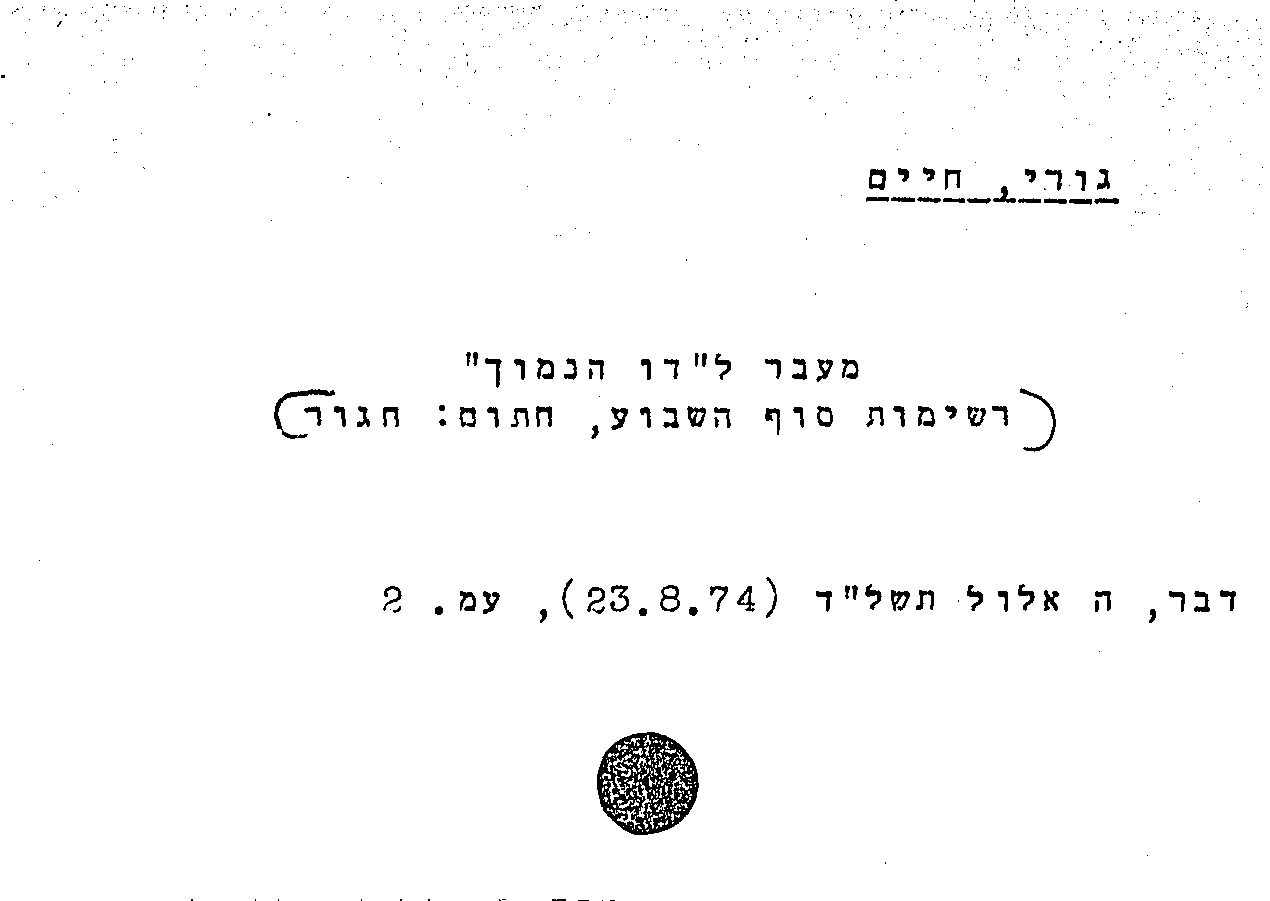 גורי, חיים
מעבר ל"דו הנמוך"
(רשימות סוף השבוע, חתום: חגור)
דבר, ה אלול תשל"ד (23.8.74), עמ. 2